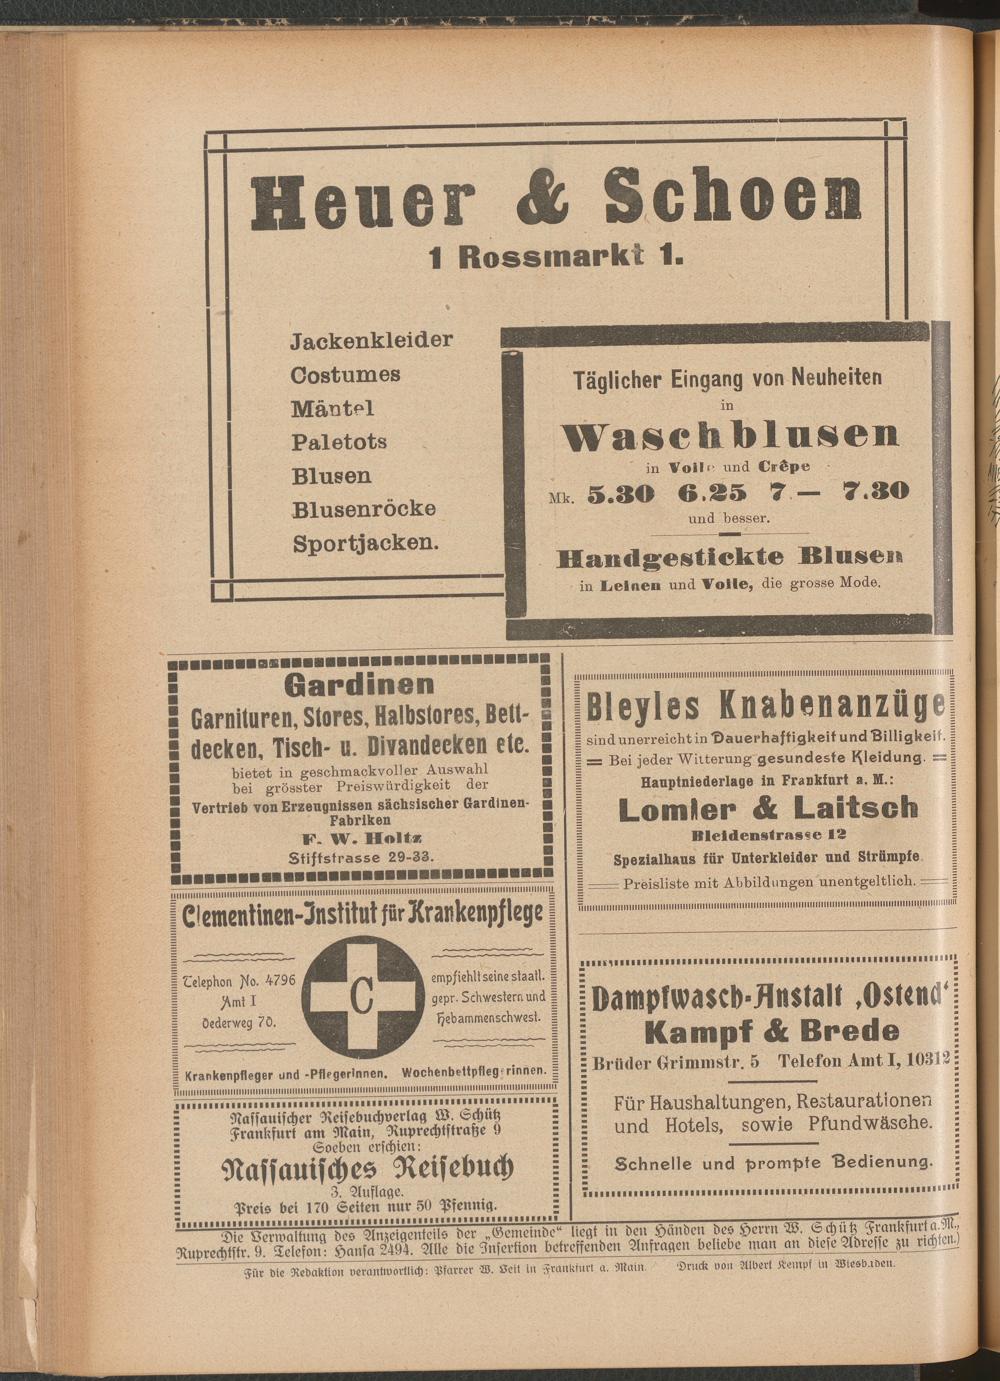 Heuer & Schoen
1 Rossmarkt 1.
Jackenkleider
Costumes
Mäntel
Paletots
Blusen
Blusenröcke
Sportjacken.
Täglicher Eingang von Neuheiten
in
Waschblusen
in Voile und Crêpe
Mk. 5.30 6.25 7.— 7.30
und besser.
Handgestickte Blusen
in Leinen und Voile, die grosse Mode.
Gardinen
Garnituren, Stores, Halbstores, Bett-
decken, Tisch- u. Divandecken etc.
bietet in geschmackvoller Auswahl
bei grösster Preiswürdigkeit der
Vertrieb von Erzeugnissen sächsischer Gardinen-
Fabriken
F. W. Holtz
Stiftstrasse 29-33.
Clementinen-Institut für Krankenpflege
Telephon No. 4796
Amt I
Oederweg 70.
C
empfiehlt seine staatl.
gepr. Schwestern und
Hebammenschwest.
Krankenpfleger und -Pflegerinnen. Wochenbettpflegerinnen.
Nassauischer Reisebuchverlag W. Schütz
Frankfurt am Main, Ruprechtstraße 9
Soeben erschien:
Nassauisches Reisebuch
3. Auflage.
Preis bei 170 Seiten nur 50 Pfennig.
Bleyles Knabenanzüge
sind unerreicht in Dauerhaftigkeit und Billigkeit.
Bei jeder Witterung gesundeste Kleidung.
Hauptniederlage in Frankfurt a. M.:
Lomler & Laitsch
Bleidenstrasse 12
Spezialhaus für Unterkleider und Strümpfe.
Preisliste mit Abbildungen unentgeltlich.
Dampfwasch-Anstalt ‚Ostend‘
Kampf & Brede
Brüder Grimmstr. 5 Telefon Amt I, 10312
Für Haushaltungen, Restaurationen
und Hotels, sowie Pfundwäsche.
Schnelle und prompte Bedienung.
Die Verwaltung des Anzeigenteils der „Gemeinde“ liegt in den Händen des Herrn W. Schütz Frankfurt a. M.,
Ruprechtstr. 9. Telefon: Hansa 2494. Alle die Insertion betreffenden Anfragen beliebe man an diese Adresse zu richten.)
Für die Redaktion verantwortlich: Pfarrer W. Veit in Frankfurt a. Main. Druck von Albert Kempf in Wiesbaden.